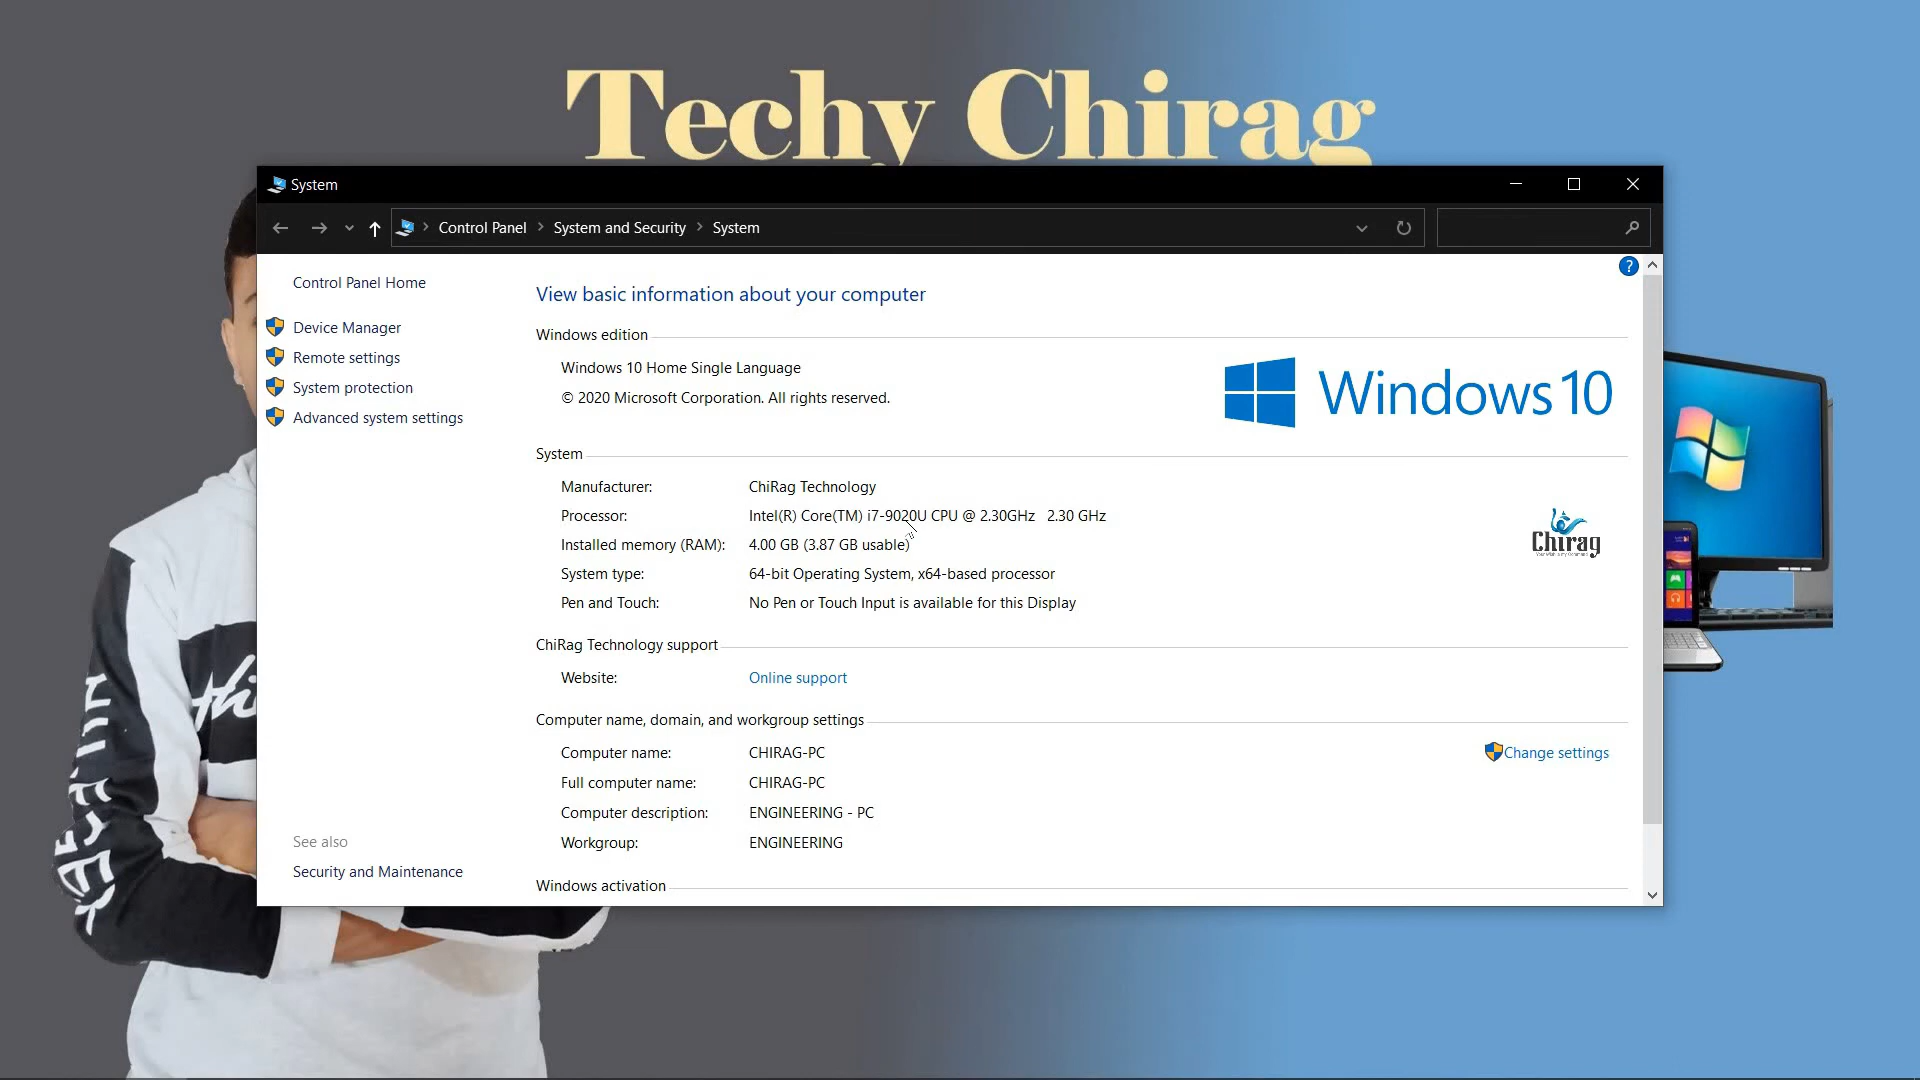 Techy Chirag
System
Control Panel > System and Security > System
Control Panel Home
Device Manager
Remote settings
System protection
Advanced system settings
See also
Security and Maintenance
View basic information about your computer
Windows edition
Windows 10 Home Single Language
© 2020 Microsoft Corporation. All rights reserved.
Windows 10
System
Manufacturer: ChiRag Technology
Processor: Intel(R) Core(TM) i7-9020U CPU @ 2.30GHz 2.30 GHz
Installed memory (RAM): 4.00 GB (3.87 GB usable)
System type: 64-bit Operating System, x64-based processor
Pen and Touch: No Pen or Touch Input is available for this Display
Chirag
ChiRag Technology support
Website: Online support
Computer name, domain, and workgroup settings
Computer name: CHIRAG-PC
Change settings
Full computer name: CHIRAG-PC
Computer description: ENGINEERING - PC
Workgroup: ENGINEERING
Windows activation